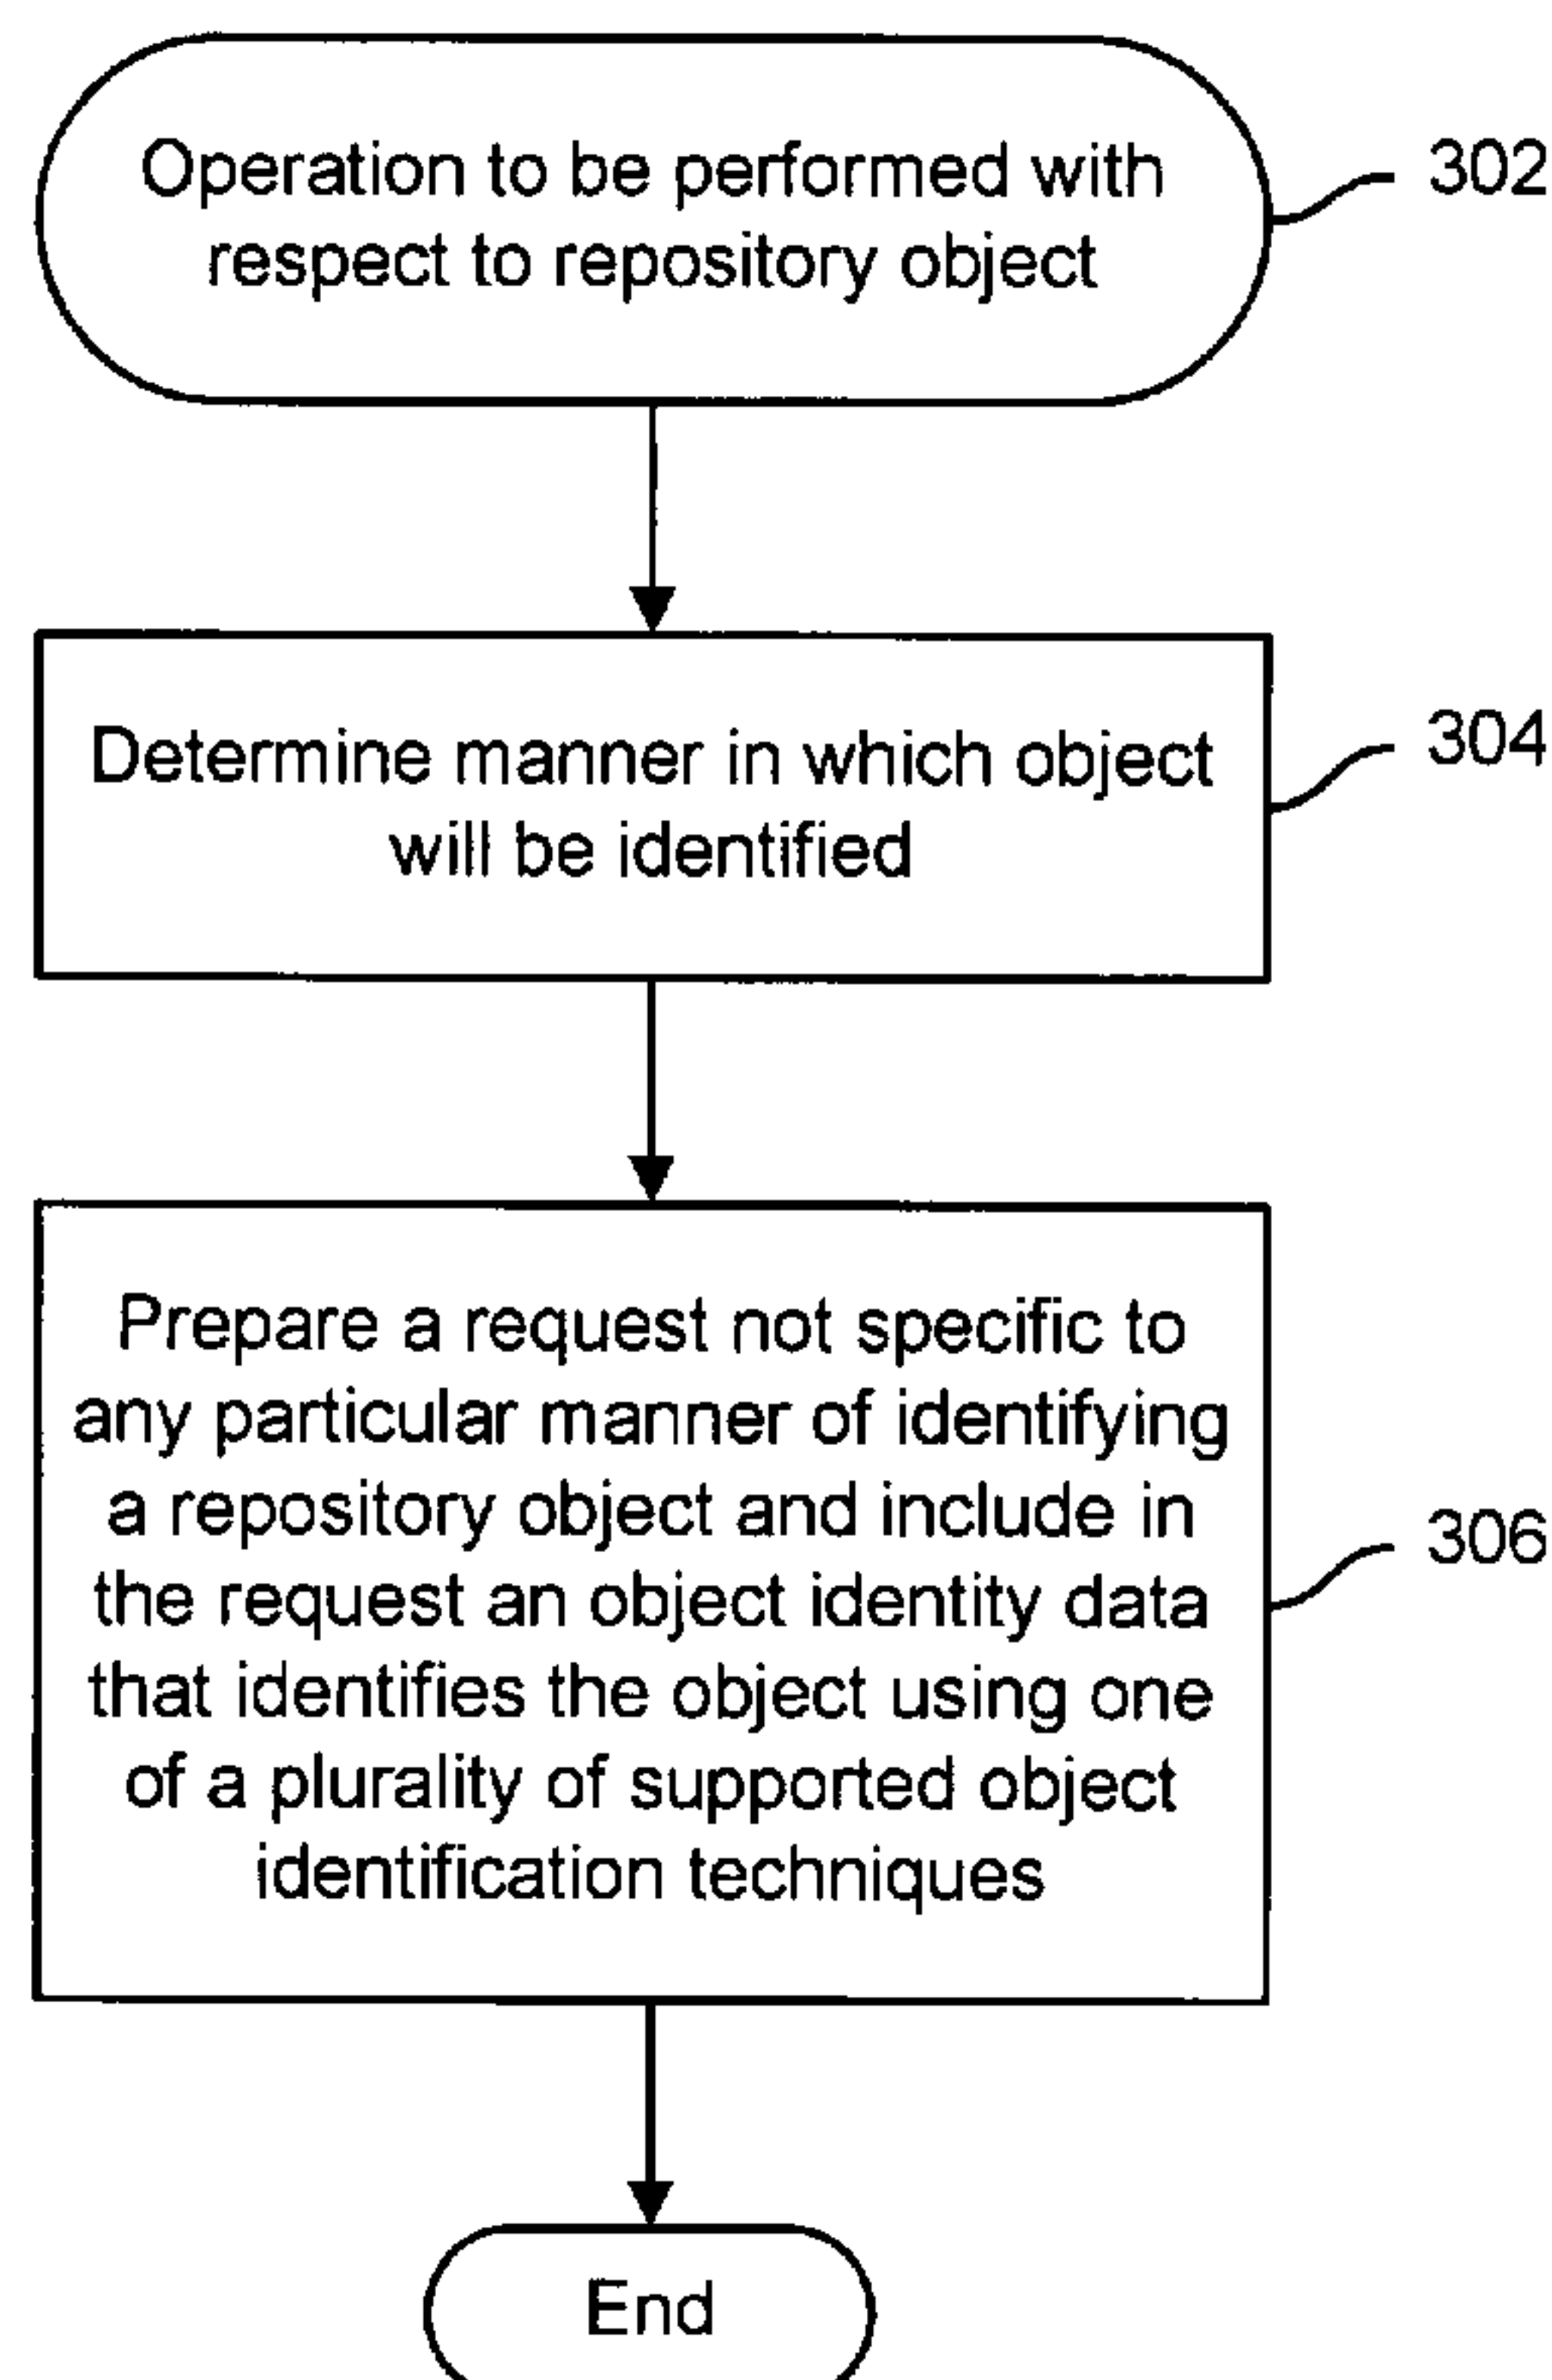 Operation to be performed with
respect to repository object
302
Determine manner in which object
will be identified
304
Prepare a request not specific to
any particular manner of identifying
a repository object and include in
the request an object identity data
that identifies the object using one
of a plurality of supported object
identification techniques
306
End